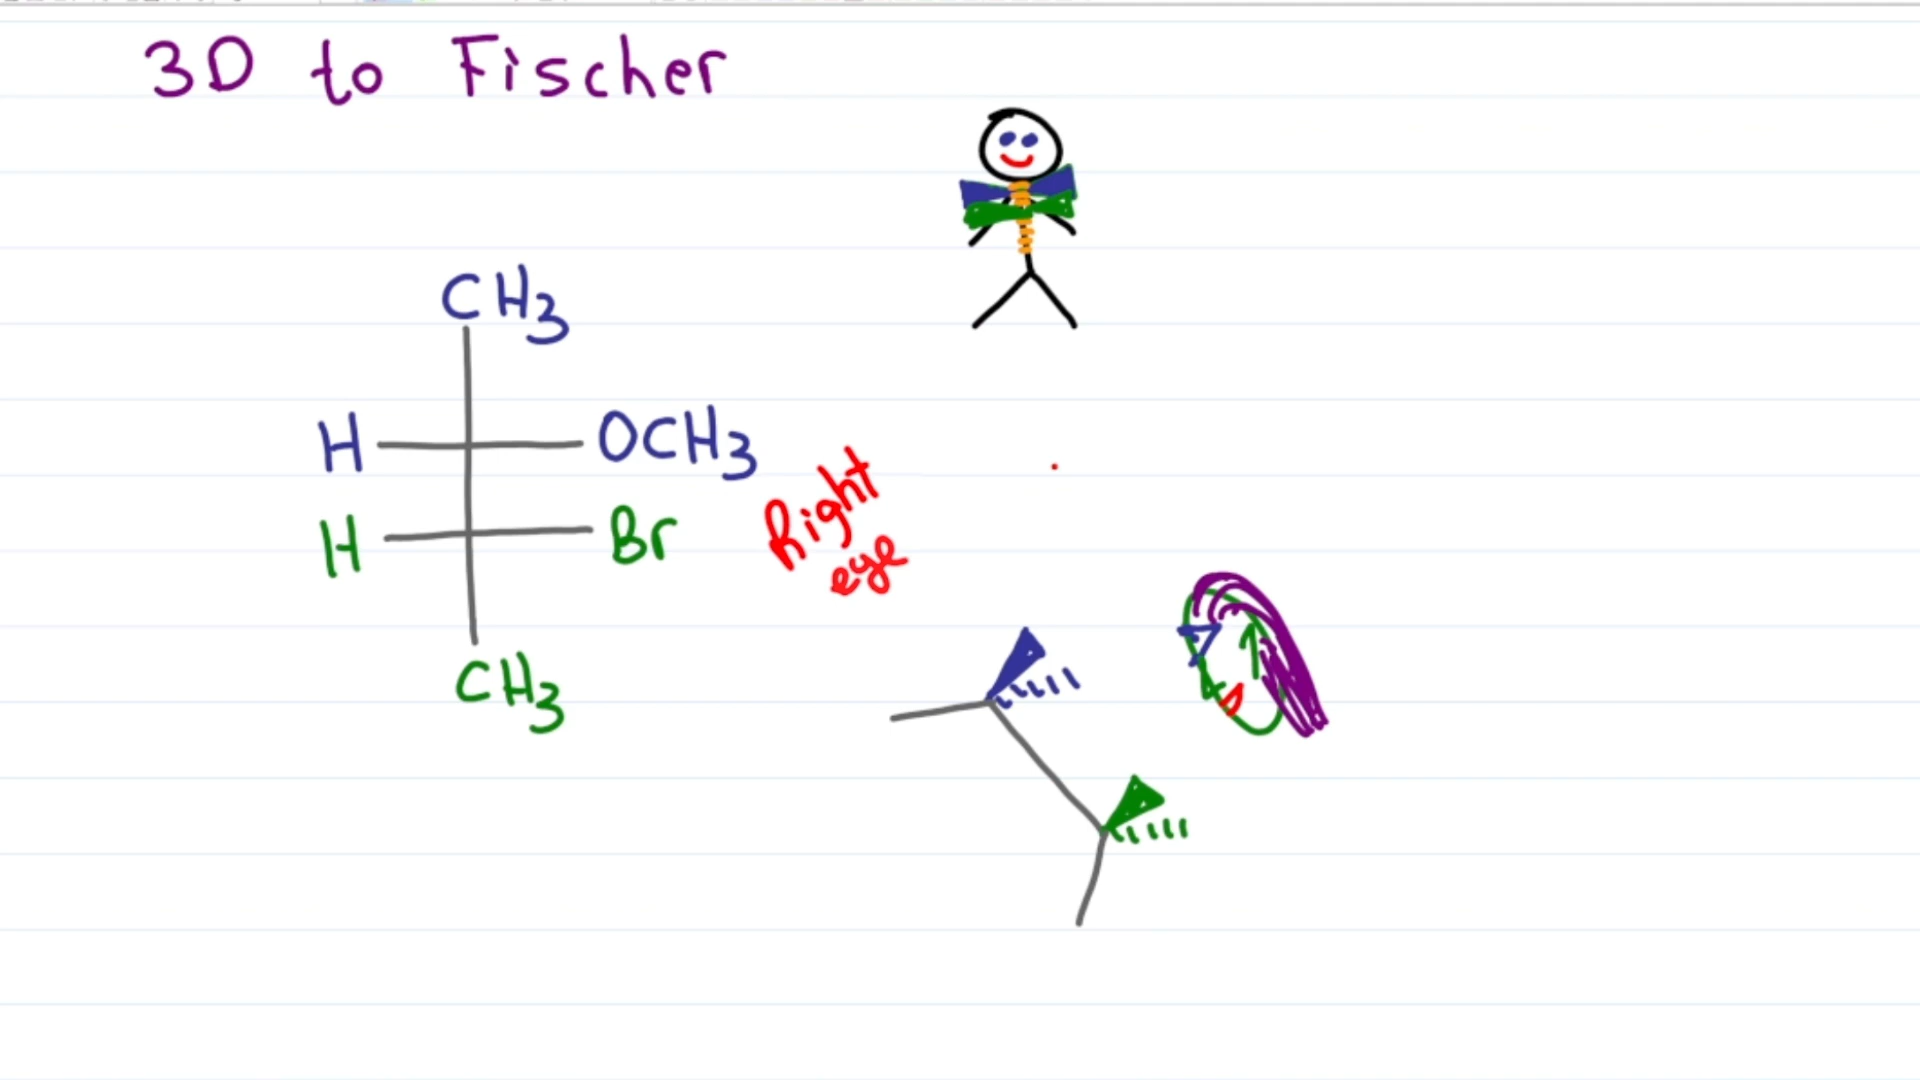 3D to Fischer
CH3
H OCH3
H Br
CH3
Right
eye